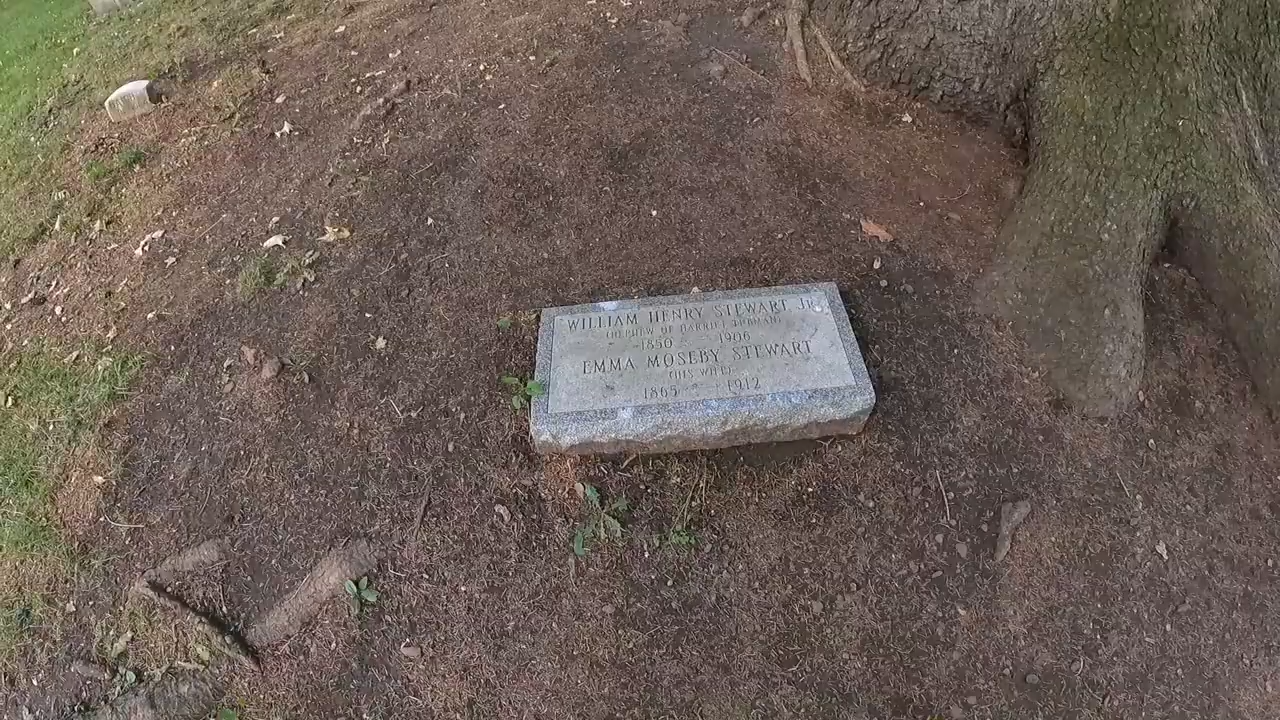 WILLIAM HENRY STEWART JR.
(NEPHEW OF HARRIET TUBMAN)
1850 1906
EMMA MOSEBY STEWART
(HIS WIFE)
1865 1912